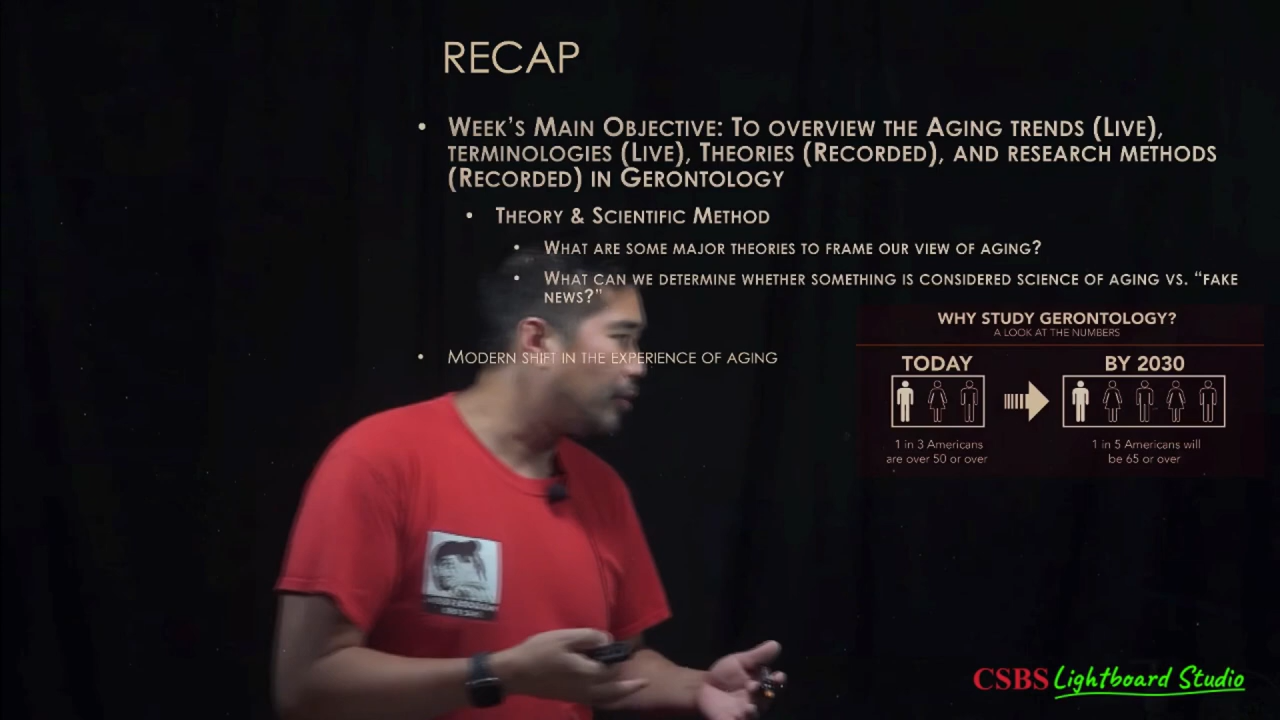 RECAP
• WEEK'S MAIN OBJECTIVE: TO OVERVIEW THE AGING TRENDS (LIVE),
TERMINOLOGIES (LIVE), THEORIES (RECORDED), AND RESEARCH METHODS
(RECORDED) IN GERONTOLOGY
• THEORY & SCIENTIFIC METHOD
• WHAT ARE SOME MAJOR THEORIES TO FRAME OUR VIEW OF AGING?
• WHAT CAN WE DETERMINE WHETHER SOMETHING IS CONSIDERED SCIENCE OF AGING VS. “FAKE
NEWS?”
• MODERN SHIFT IN THE EXPERIENCE OF AGING
WHY STUDY GERONTOLOGY?
A LOOK AT THE NUMBERS
TODAY
1 in 3 Americans
are over 50 or over
BY 2030
1 in 5 Americans will
be 65 or over
CSBS Lightboard Studio